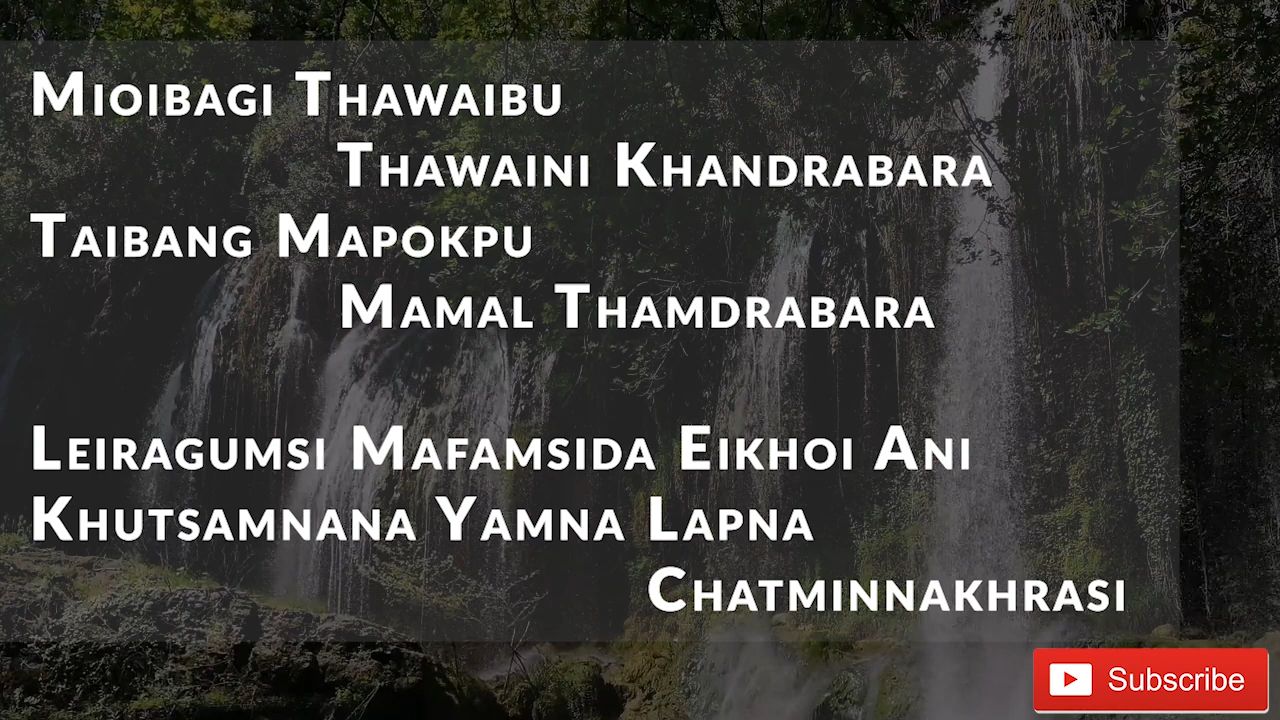 Mioibagi Thawaibu
Thawaini Khandrabara
Taibang Mapokpu
Mamal Thamdrabara
Leiragumsi Mafamsida Eikhoi Ani
Khutsamnana Yamna Lapna
Chatminnakhrasi
Subscribe